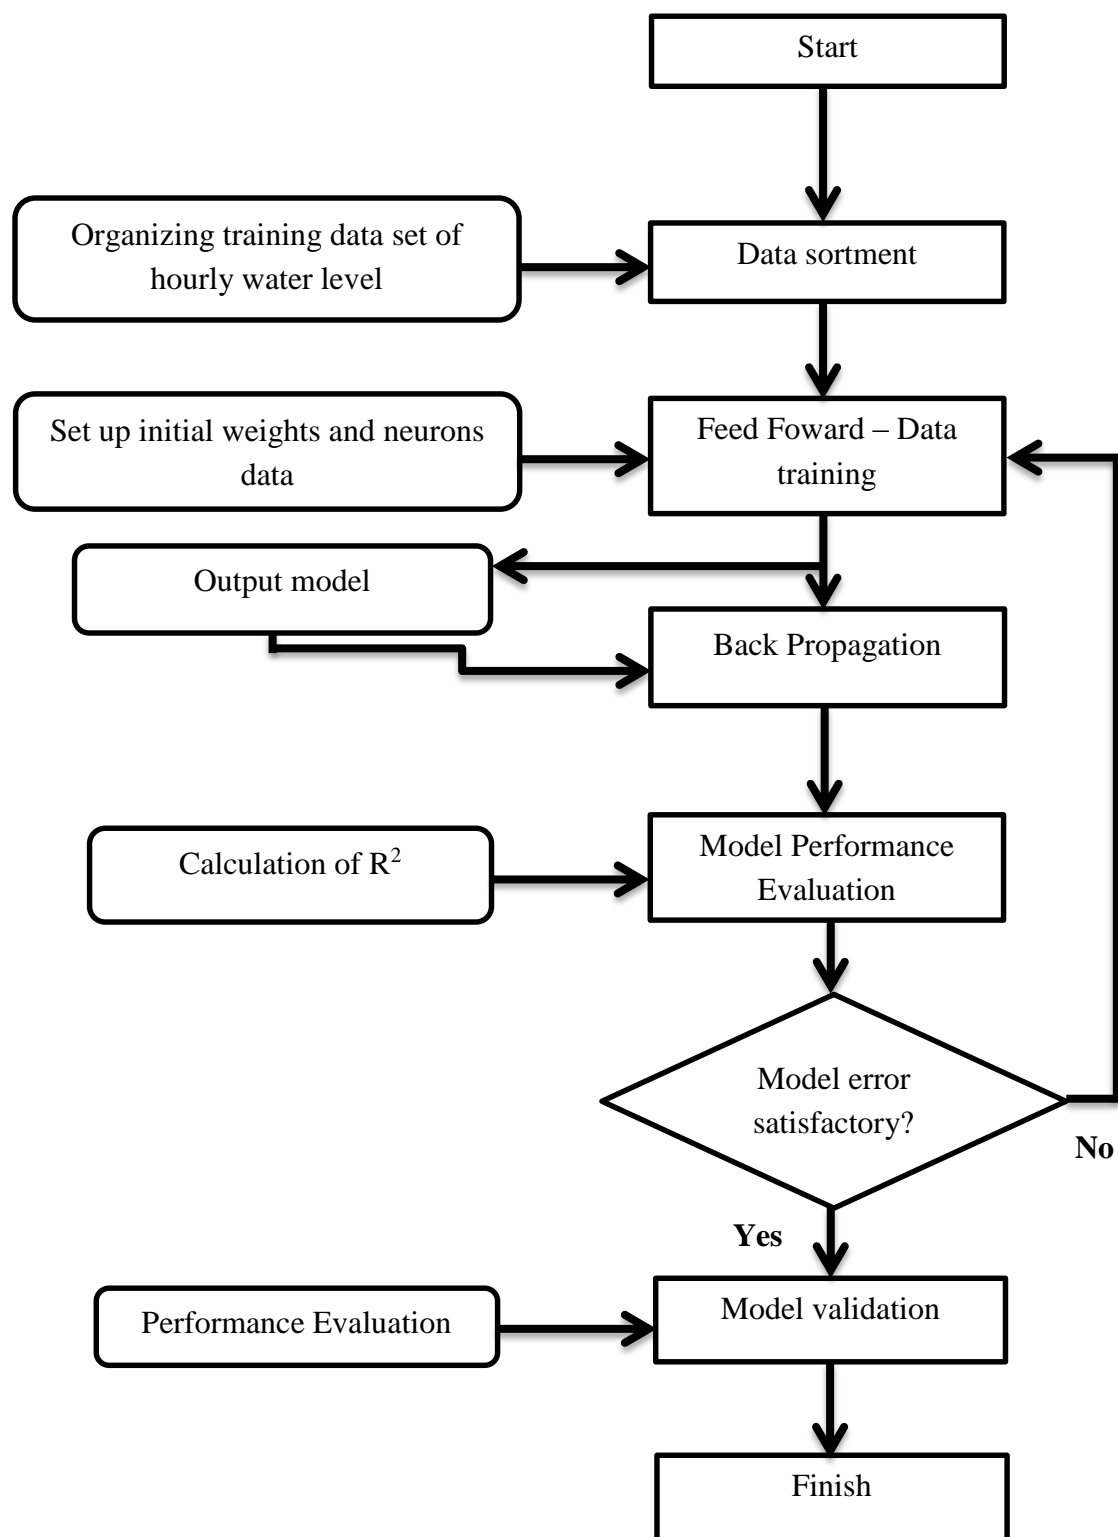 Start
Organizing training data set of
hourly water level
Data sortment
Set up initial weights and neurons
data
Feed Foward – Data
training
Output model
Back Propagation
Calculation of R²
Model Performance
Evaluation
Model error
satisfactory?
No
Yes
Performance Evaluation
Model validation
Finish